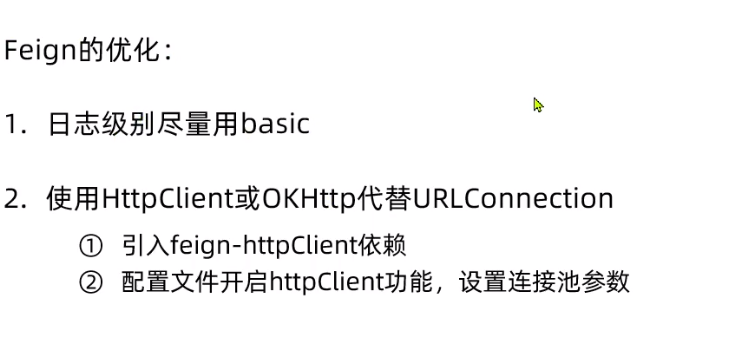 Feign的优化：
1. 日志级别尽量用basic
2. 使用HttpClient或OKHttp代替URLConnection
① 引入feign-httpClient依赖
② 配置文件开启httpClient功能，设置连接池参数